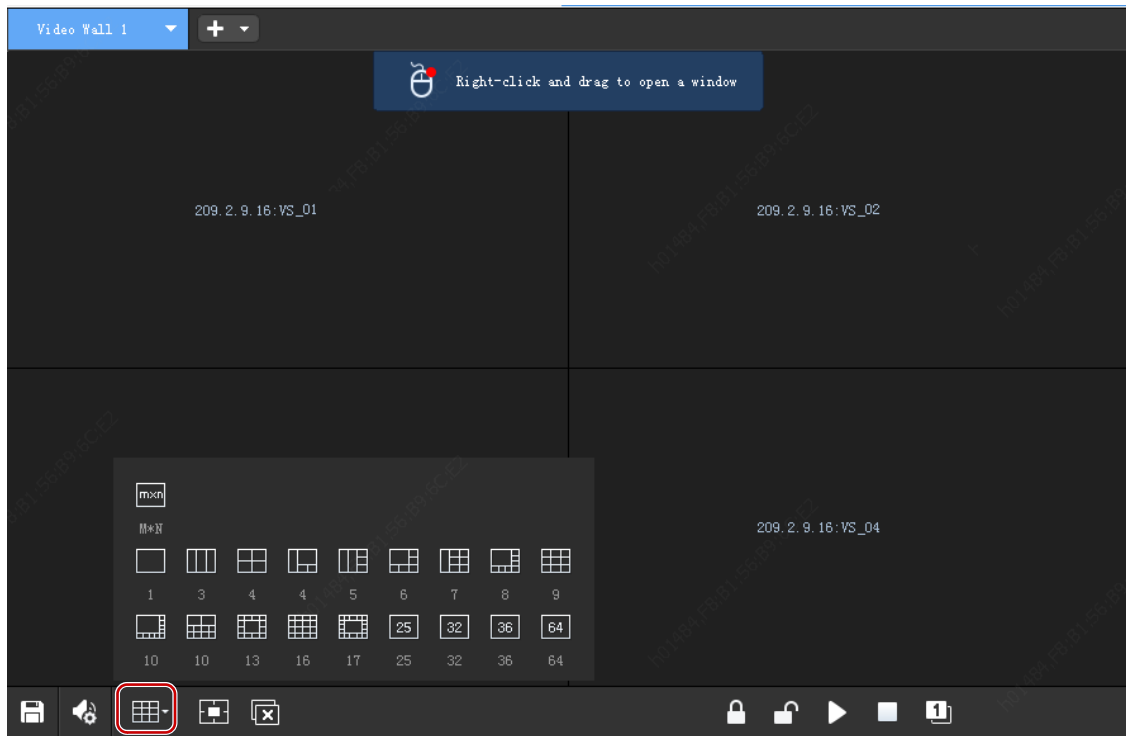 Video Wall 1
Right-click and drag to open a window
209.2.9.16:VS_01
209.2.9.16:VS_02
mxn
M*N
209.2.9.16:VS_04
1 3 4 4 5 6 7 8 9
25 32 36 64
10 10 13 16 17 25 32 36 64
1